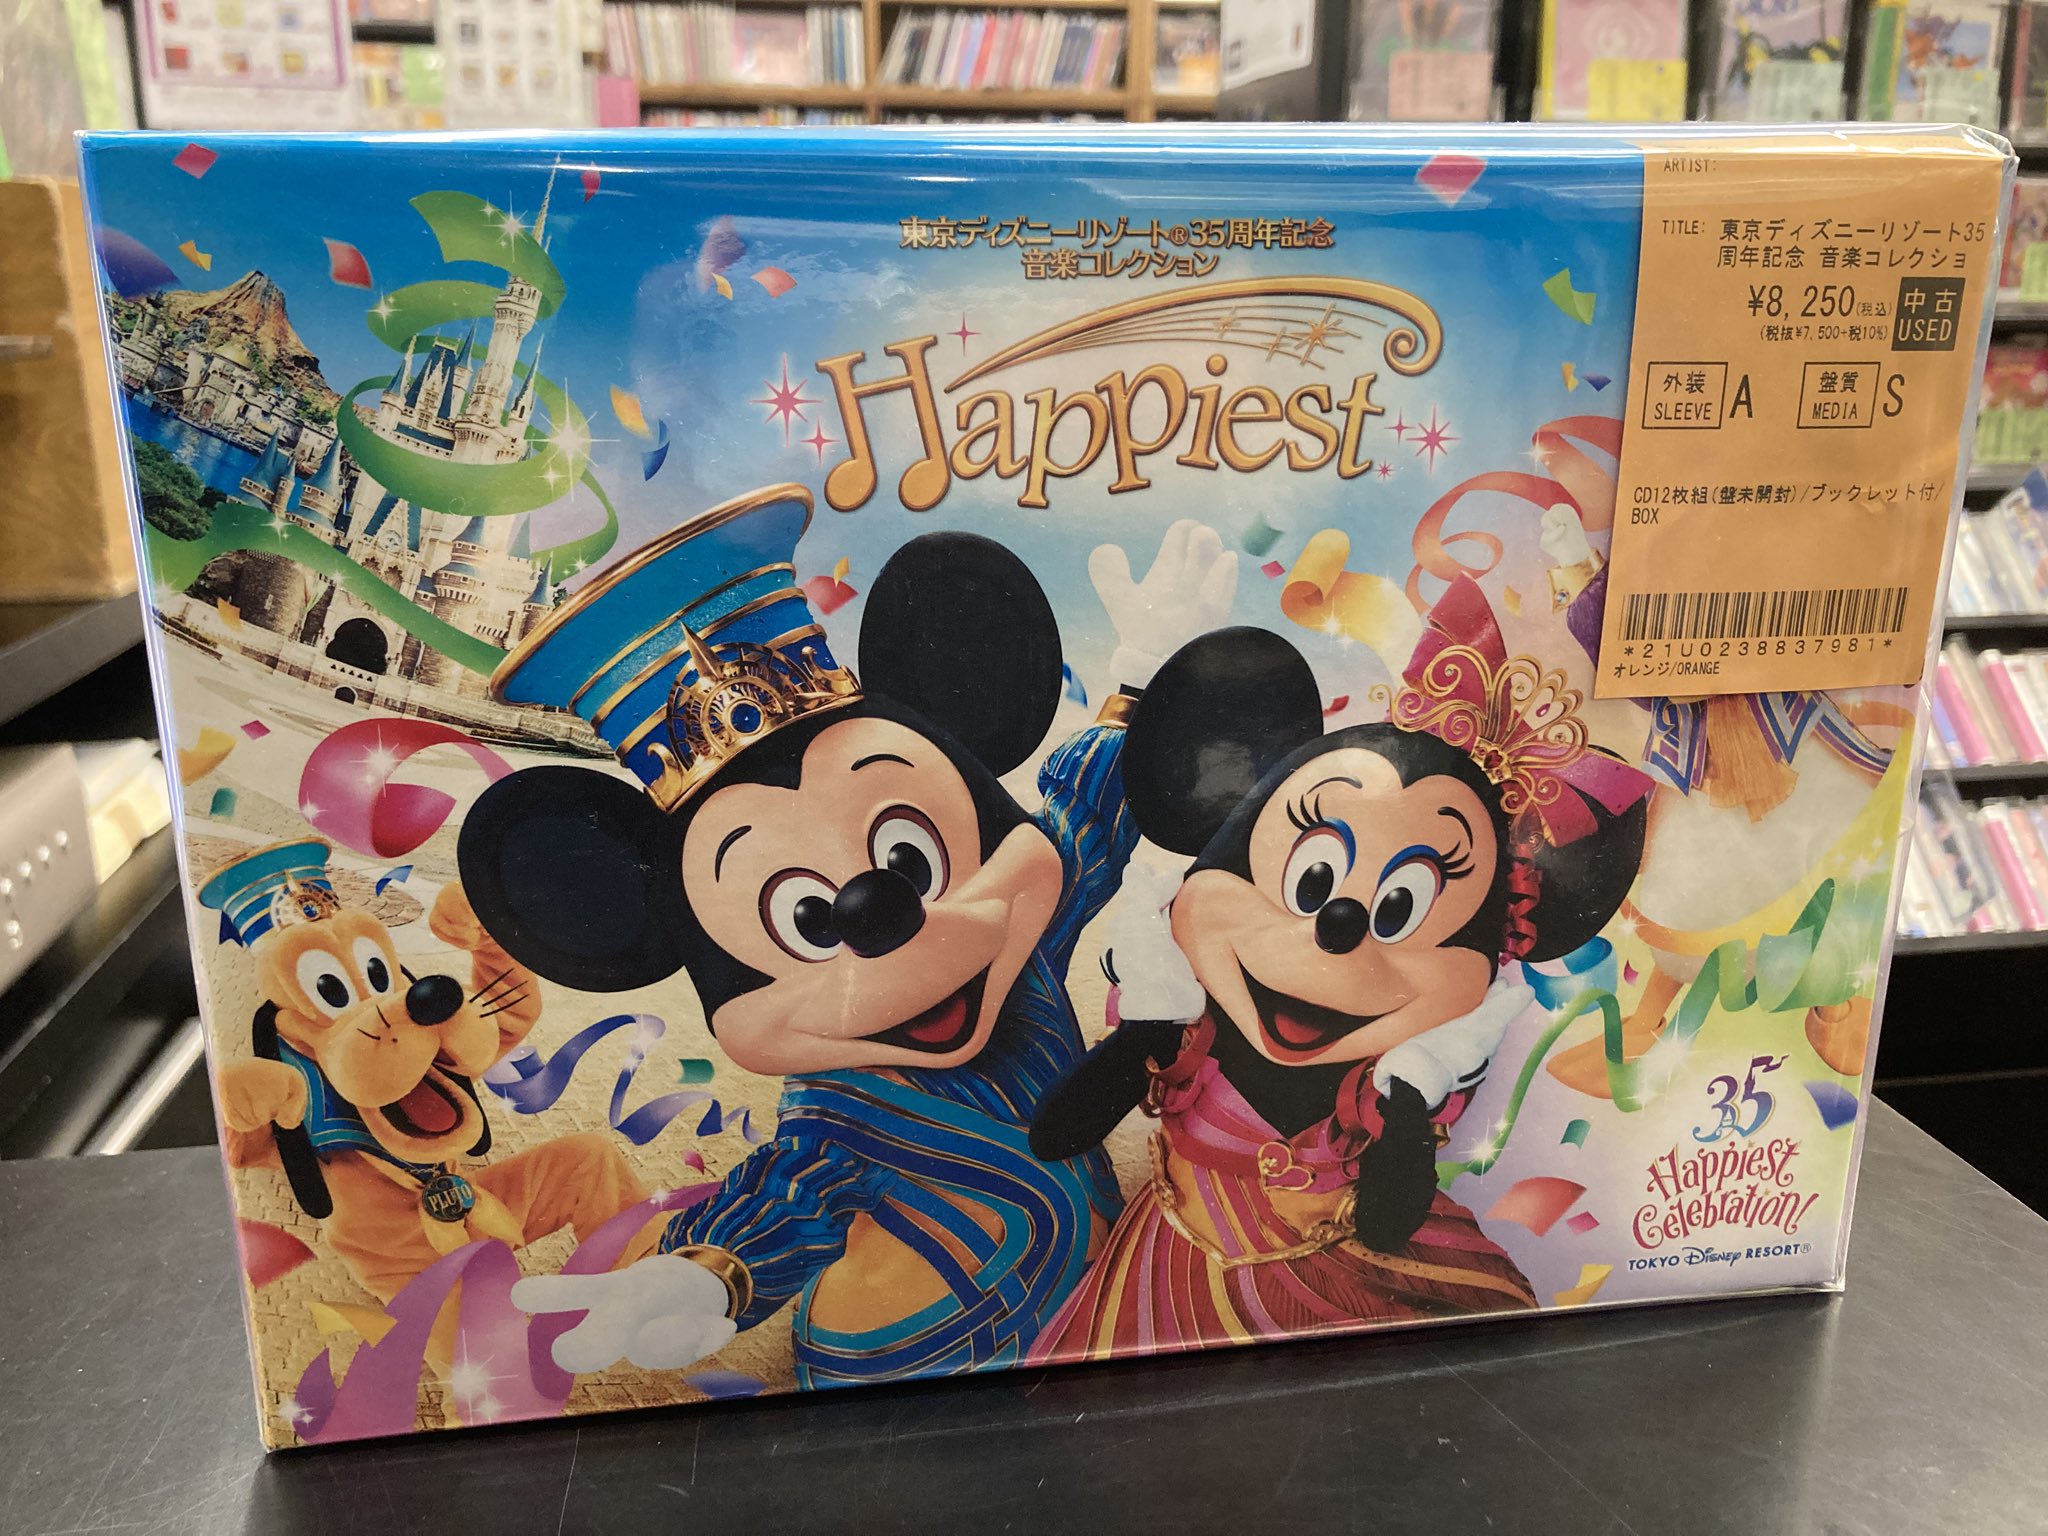 東京ディズニーリゾート®35周年記念
音楽コレクション
Happiest
ARTIST:
TITLE: 東京ディズニーリゾート35
周年記念 音楽コレクショ
¥8,250(税込)
(税抜¥7,500+税10%)
中古
USED
外装
SLEEVE
A
盤質
MEDIA
S
CD12枚組(盤未開封)/ブックレット付/
BOX
*21U0238837981*
オレンジ/ORANGE
PLUTO
35
Happiest
Celebration!
TOKYO Disney RESORT®